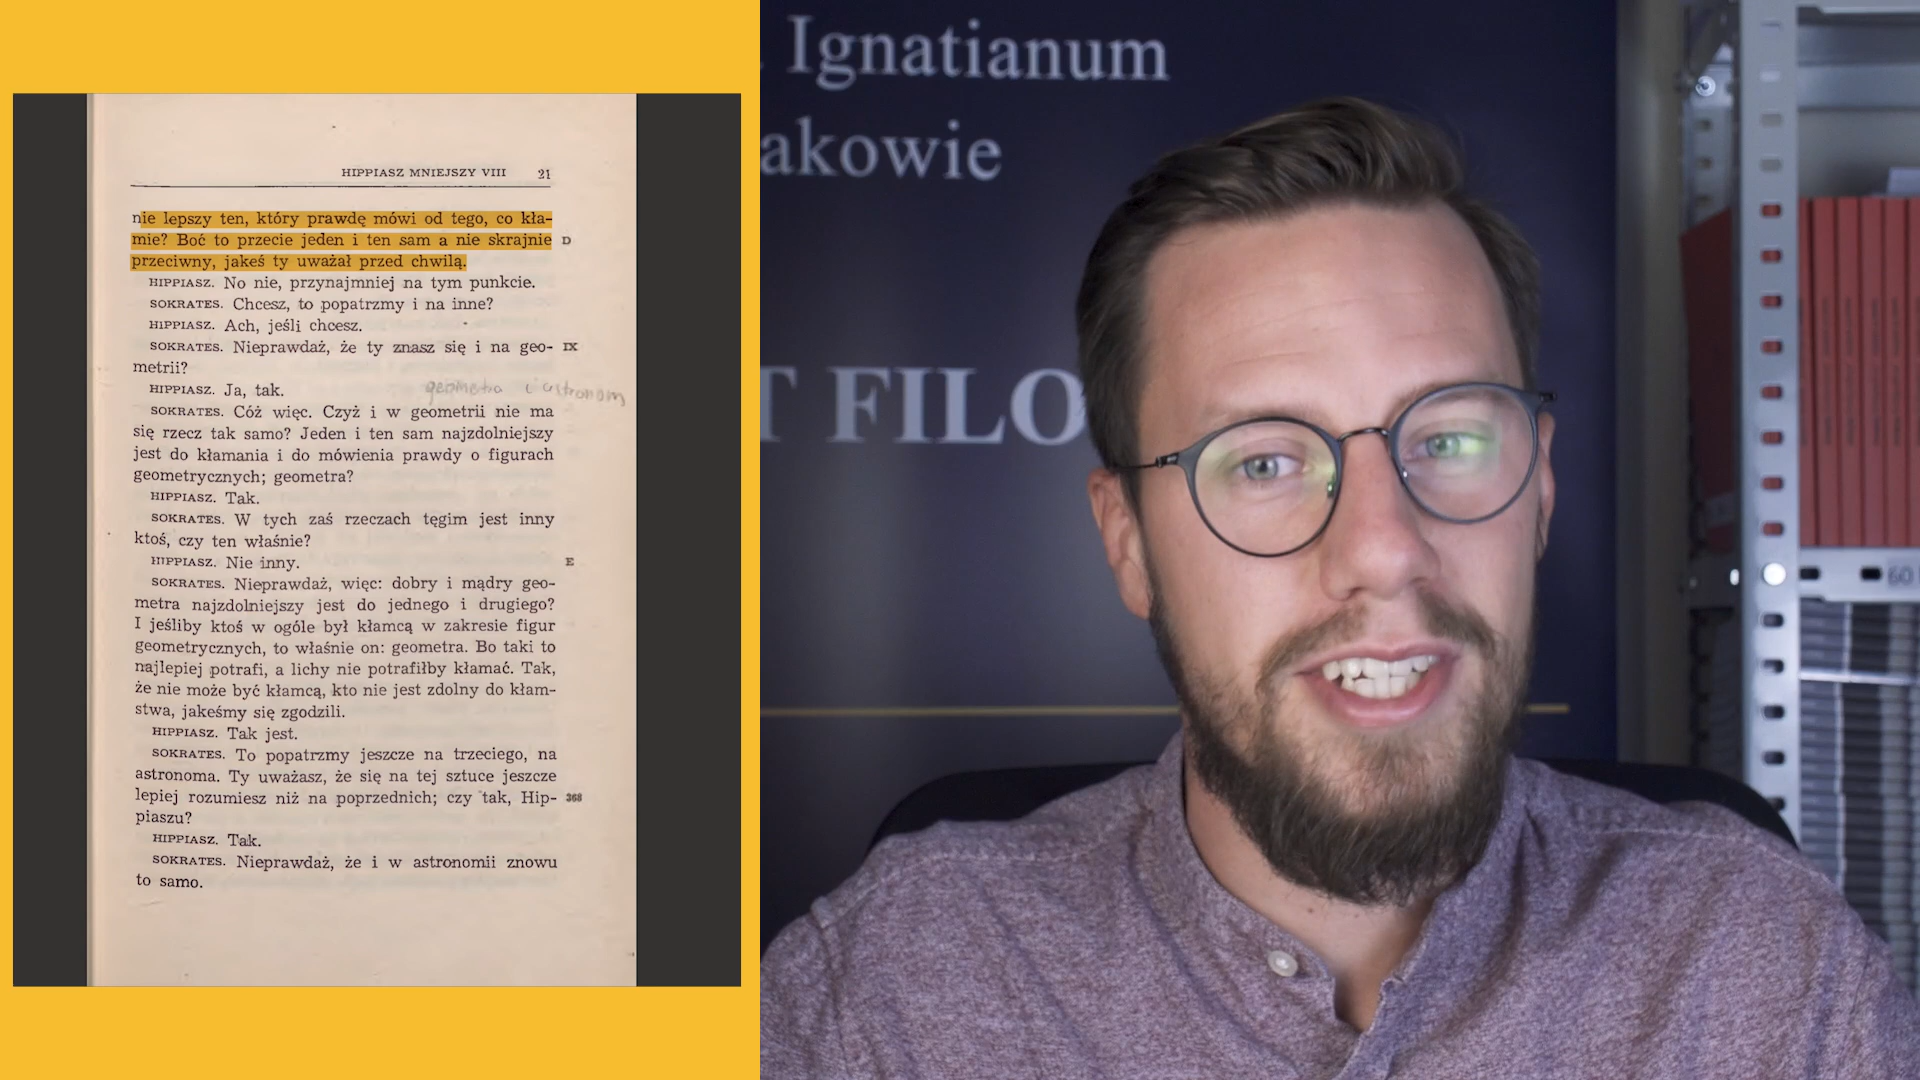 HIPPIASZ MNIEJSZY VIII 21
nie lepszy ten, który prawdę mówi od tego, co kła-
mie? Boć to przecie jeden i ten sam a nie skrajnie D
przeciwny, jakeś ty uważał przed chwilą.
HIPPIASZ. No nie, przynajmniej na tym punkcie.
SOKRATES. Chcesz, to popatrzmy i na inne?
HIPPIASZ. Ach, jeśli chcesz.
SOKRATES. Nieprawdaż, że ty znasz się i na geo- IX
metrii?
HIPPIASZ. Ja, tak.
geometra i astronom
SOKRATES. Cóż więc. Czyż i w geometrii nie ma
się rzecz tak samo? Jeden i ten sam najzdolniejszy
jest do kłamania i do mówienia prawdy o figurach
geometrycznych; geometra?
HIPPIASZ. Tak.
SOKRATES. W tych zaś rzeczach tęgim jest inny
ktoś, czy ten właśnie?
HIPPIASZ. Nie inny. E
SOKRATES. Nieprawdaż, więc: dobry i mądry geo-
metra najzdolniejszy jest do jednego i drugiego?
I jeśliby ktoś w ogóle był kłamcą w zakresie figur
geometrycznych, to właśnie on: geometra. Bo taki to
najlepiej potrafi, a lichy nie potrafiłby kłamać. Tak,
że nie może być kłamcą, kto nie jest zdolny do kłam-
stwa, jakeśmy się zgodzili.
HIPPIASZ. Tak jest.
SOKRATES. To popatrzmy jeszcze na trzeciego, na
astronoma. Ty uważasz, że się na tej sztuce jeszcze
lepiej rozumiesz niż na poprzednich; czy tak, Hip- 368
piaszu?
HIPPIASZ. Tak.
SOKRATES. Nieprawdaż, że i w astronomii znowu
to samo.
Ignatianum
akowie
T FILO
60